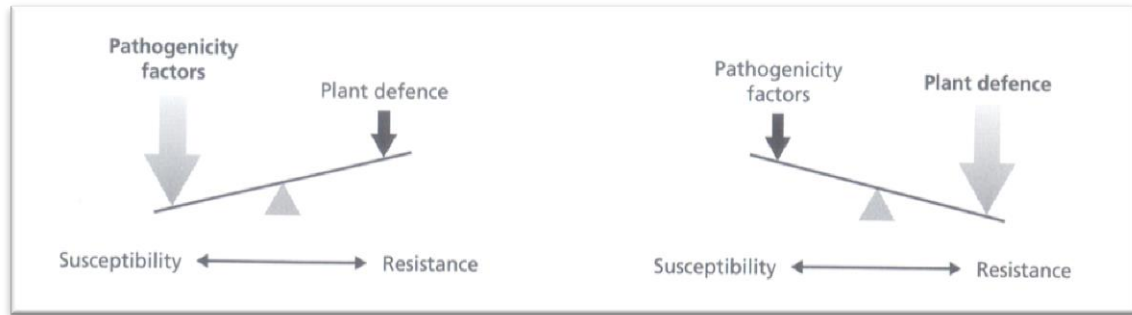 Pathogenicity
factors
Plant defence
Susceptibility
Resistance
Pathogenicity
factors
Plant defence
Susceptibility
Resistance